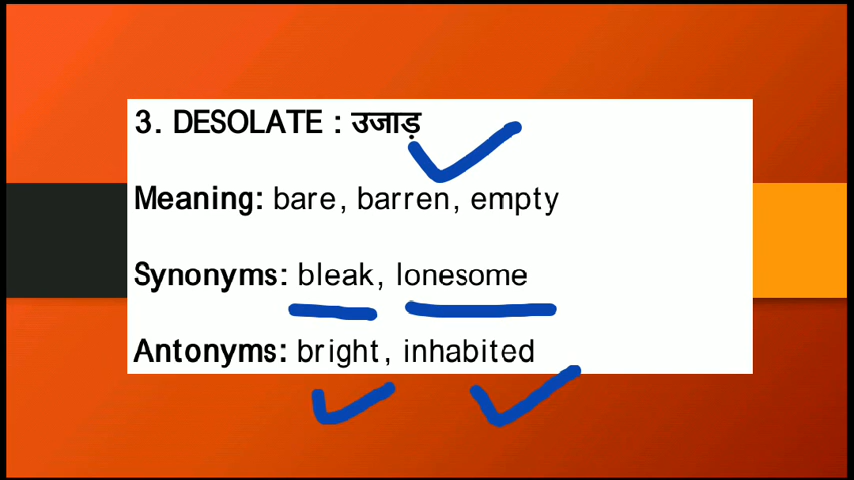 3. DESOLATE : उजाड़
Meaning: bare, barren, empty
Synonyms: bleak, lonesome
Antonyms: bright, inhabited